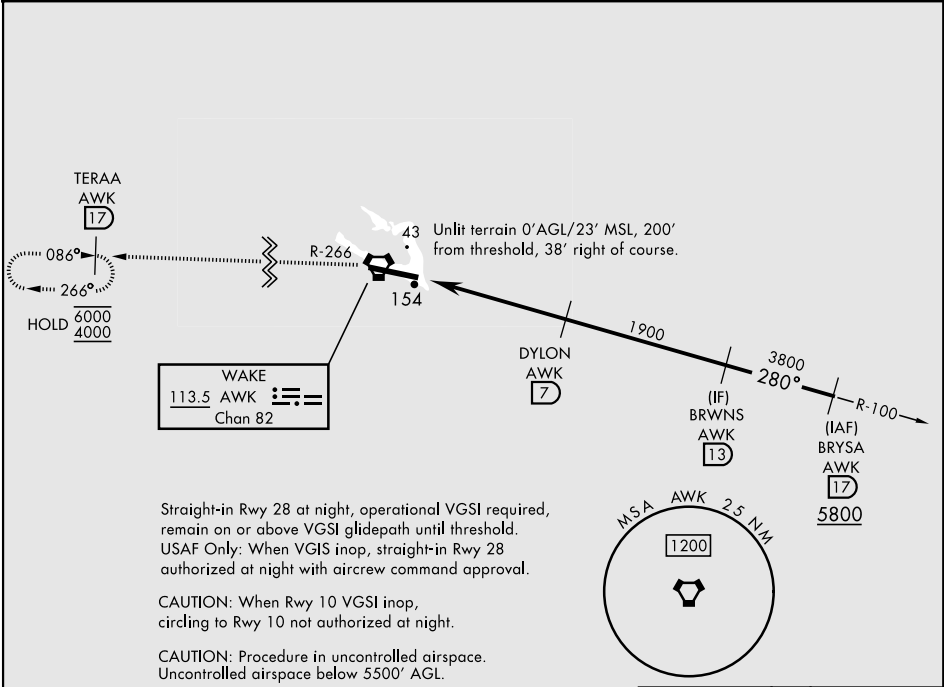 TERAA
AWK
17
086°
266°
HOLD 6000
4000
R-266
43
154
Unlit terrain 0'AGL/23' MSL, 200'
from threshold, 38' right of course.
WAKE
113.5 AWK
Chan 82
DYLON
AWK
7
1900
(IF)
BRWNS
AWK
13
3800
280°
R-100
(IAF)
BRYSA
AWK
17
5800
Straight-in Rwy 28 at night, operational VGSI required,
remain on or above VGSI glidepath until threshold.
USAF Only: When VGIS inop, straight-in Rwy 28
authorized at night with aircrew command approval.
CAUTION: When Rwy 10 VGSI inop,
circling to Rwy 10 not authorized at night.
CAUTION: Procedure in uncontrolled airspace.
Uncontrolled airspace below 5500' AGL.
MSA AWK 25 NM
1200